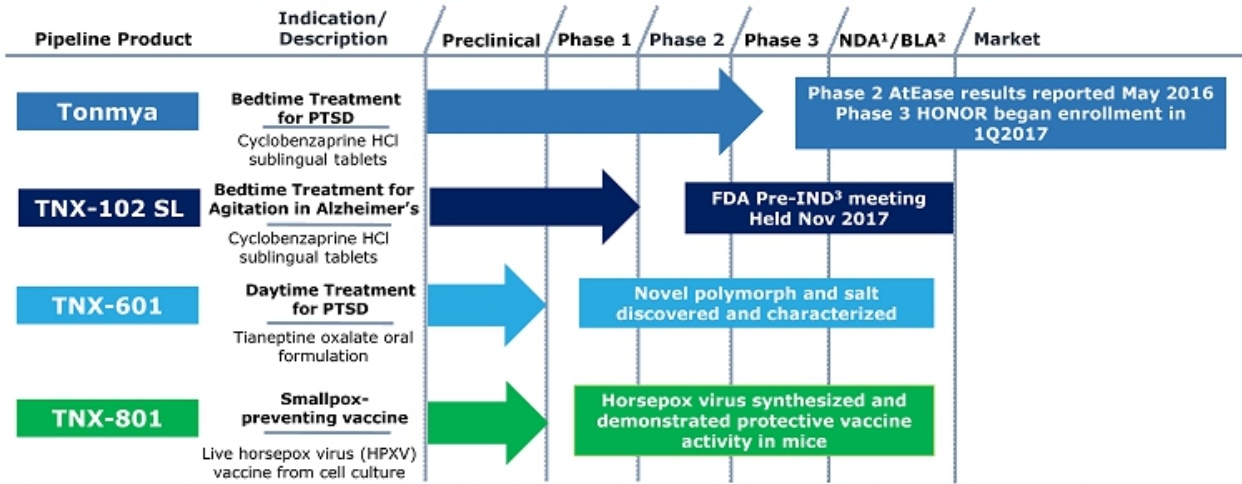 Pipeline Product
Indication/
Description
Preclinical
Phase 1
Phase 2
Phase 3
NDA¹/BLA²
Market
Tonmya
Bedtime Treatment
for PTSD
Cyclobenzaprine HCl
sublingual tablets
Phase 2 AtEase results reported May 2016
Phase 3 HONOR began enrollment in
1Q2017
TNX-102 SL
Bedtime Treatment for
Agitation in Alzheimer's
Cyclobenzaprine HCl
sublingual tablets
FDA Pre-IND³ meeting
Held Nov 2017
TNX-601
Daytime Treatment
for PTSD
Tianeptine oxalate oral
formulation
Novel polymorph and salt
discovered and characterized
TNX-801
Smallpox-
preventing vaccine
Live horsepox virus (HPXV)
vaccine from cell culture
Horsepox virus synthesized and
demonstrated protective vaccine
activity in mice